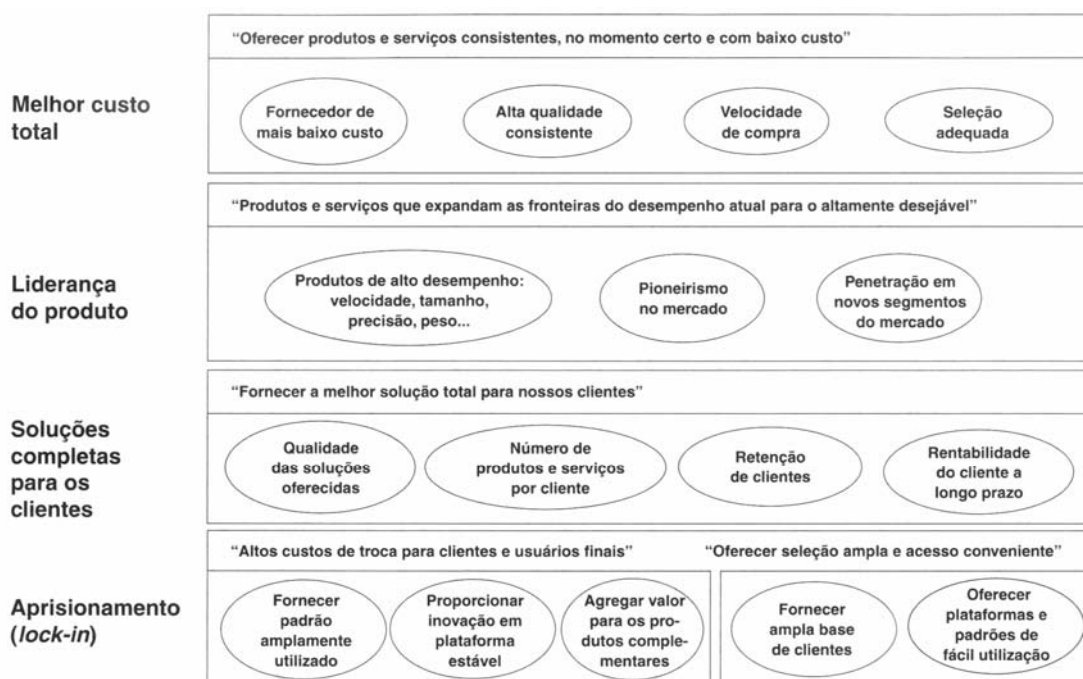 “Oferecer produtos e serviços consistentes, no momento certo e com baixo custo”
Melhor custo
total
Fornecedor de
mais baixo custo
Alta qualidade
consistente
Velocidade
de compra
Seleção
adequada
“Produtos e serviços que expandam as fronteiras do desempenho atual para o altamente desejável”
Liderança
do produto
Produtos de alto desempenho:
velocidade, tamanho,
precisão, peso...
Pioneirismo
no mercado
Penetração em
novos segmentos
do mercado
“Fornecer a melhor solução total para nossos clientes”
Soluções
completas
para os
clientes
Qualidade
das soluções
oferecidas
Número de
produtos e serviços
por cliente
Retenção
de clientes
Rentabilidade
do cliente a
longo prazo
“Altos custos de troca para clientes e usuários finais”
“Oferecer seleção ampla e acesso conveniente”
Aprisionamento
(lock-in)
Fornecer
padrão
amplamente
utilizado
Proporcionar
inovação em
plataforma
estável
Agregar valor
para os pro-
dutos comple-
mentares
Fornecer
ampla base
de clientes
Oferecer
plataformas e
padrões de
fácil utilização